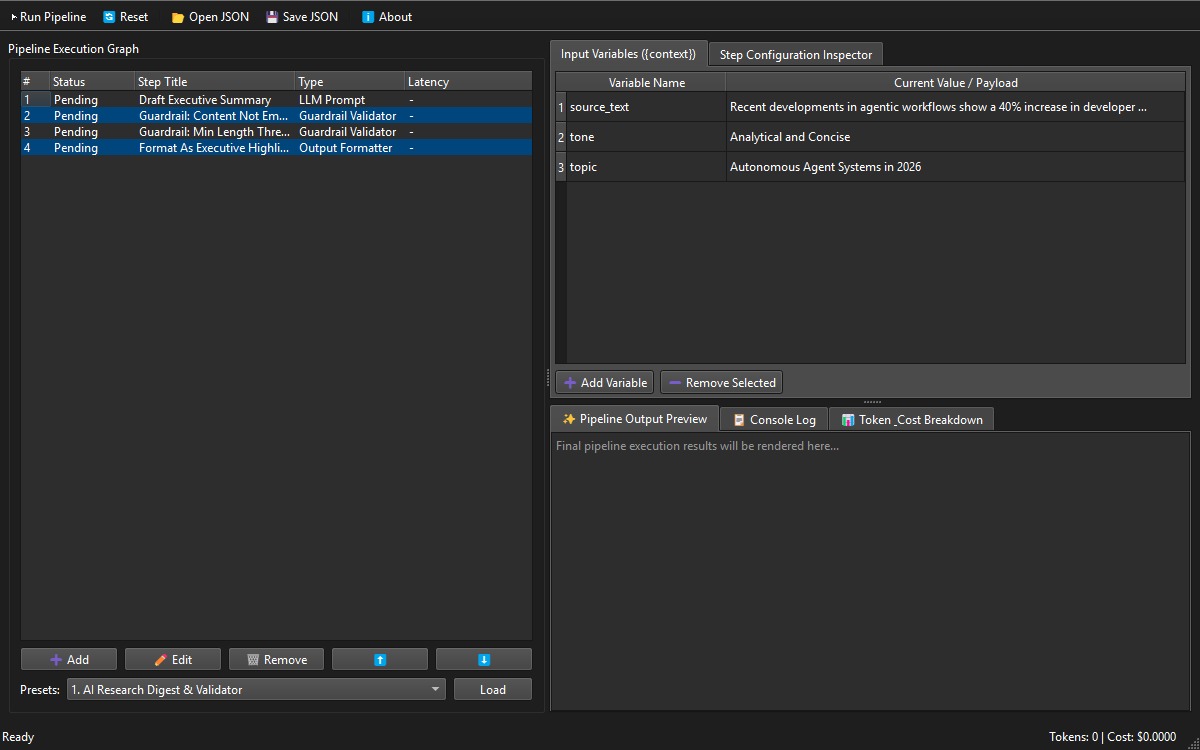 Run Pipeline Reset Open JSON Save JSON About
Pipeline Execution Graph
# Status Step Title Type Latency
1 Pending Draft Executive Summary LLM Prompt -
2 Pending Guardrail: Content Not Em... Guardrail Validator -
3 Pending Guardrail: Min Length Thre... Guardrail Validator -
4 Pending Format As Executive Highli... Output Formatter -
Add Edit Remove
Presets: 1. AI Research Digest & Validator Load
Input Variables ({context}) Step Configuration Inspector
Variable Name Current Value / Payload
1 source_text Recent developments in agentic workflows show a 40% increase in developer ...
2 tone Analytical and Concise
3 topic Autonomous Agent Systems in 2026
Add Variable Remove Selected
Pipeline Output Preview Console Log Token _Cost Breakdown
Final pipeline execution results will be rendered here...
Ready Tokens: 0 | Cost: $0.0000